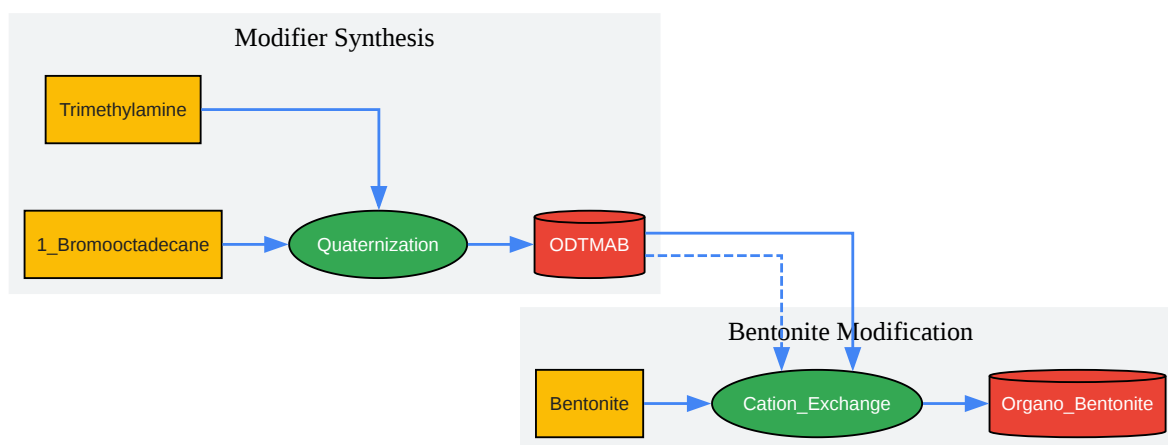 Modifier Synthesis
Trimethylamine
1_Bromooctadecane
Quaternization
ODTMAB
Bentonite Modification
Bentonite
Cation_Exchange
Organo_Bentonite